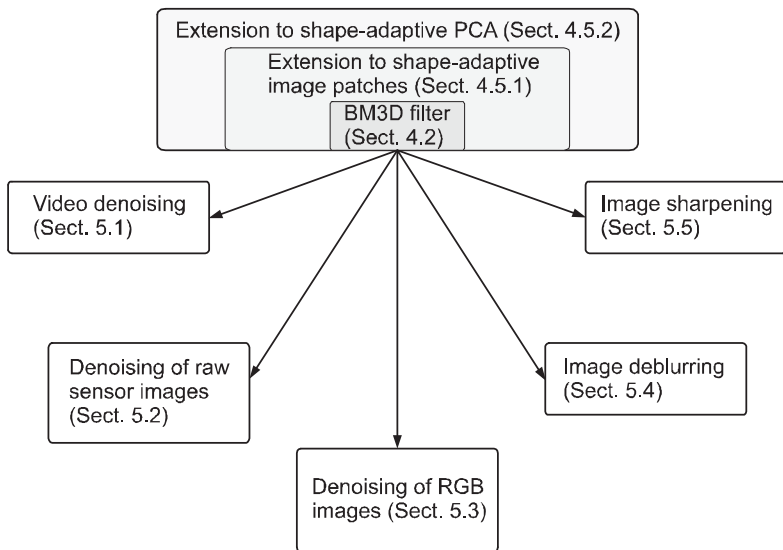 Extension to shape-adaptive PCA (Sect. 4.5.2)
Extension to shape-adaptive
image patches (Sect. 4.5.1)
BM3D filter
(Sect. 4.2)
Video denoising
(Sect. 5.1)
Image sharpening
(Sect. 5.5)
Denoising of raw
sensor images
(Sect. 5.2)
Image deblurring
(Sect. 5.4)
Denoising of RGB
images (Sect. 5.3)